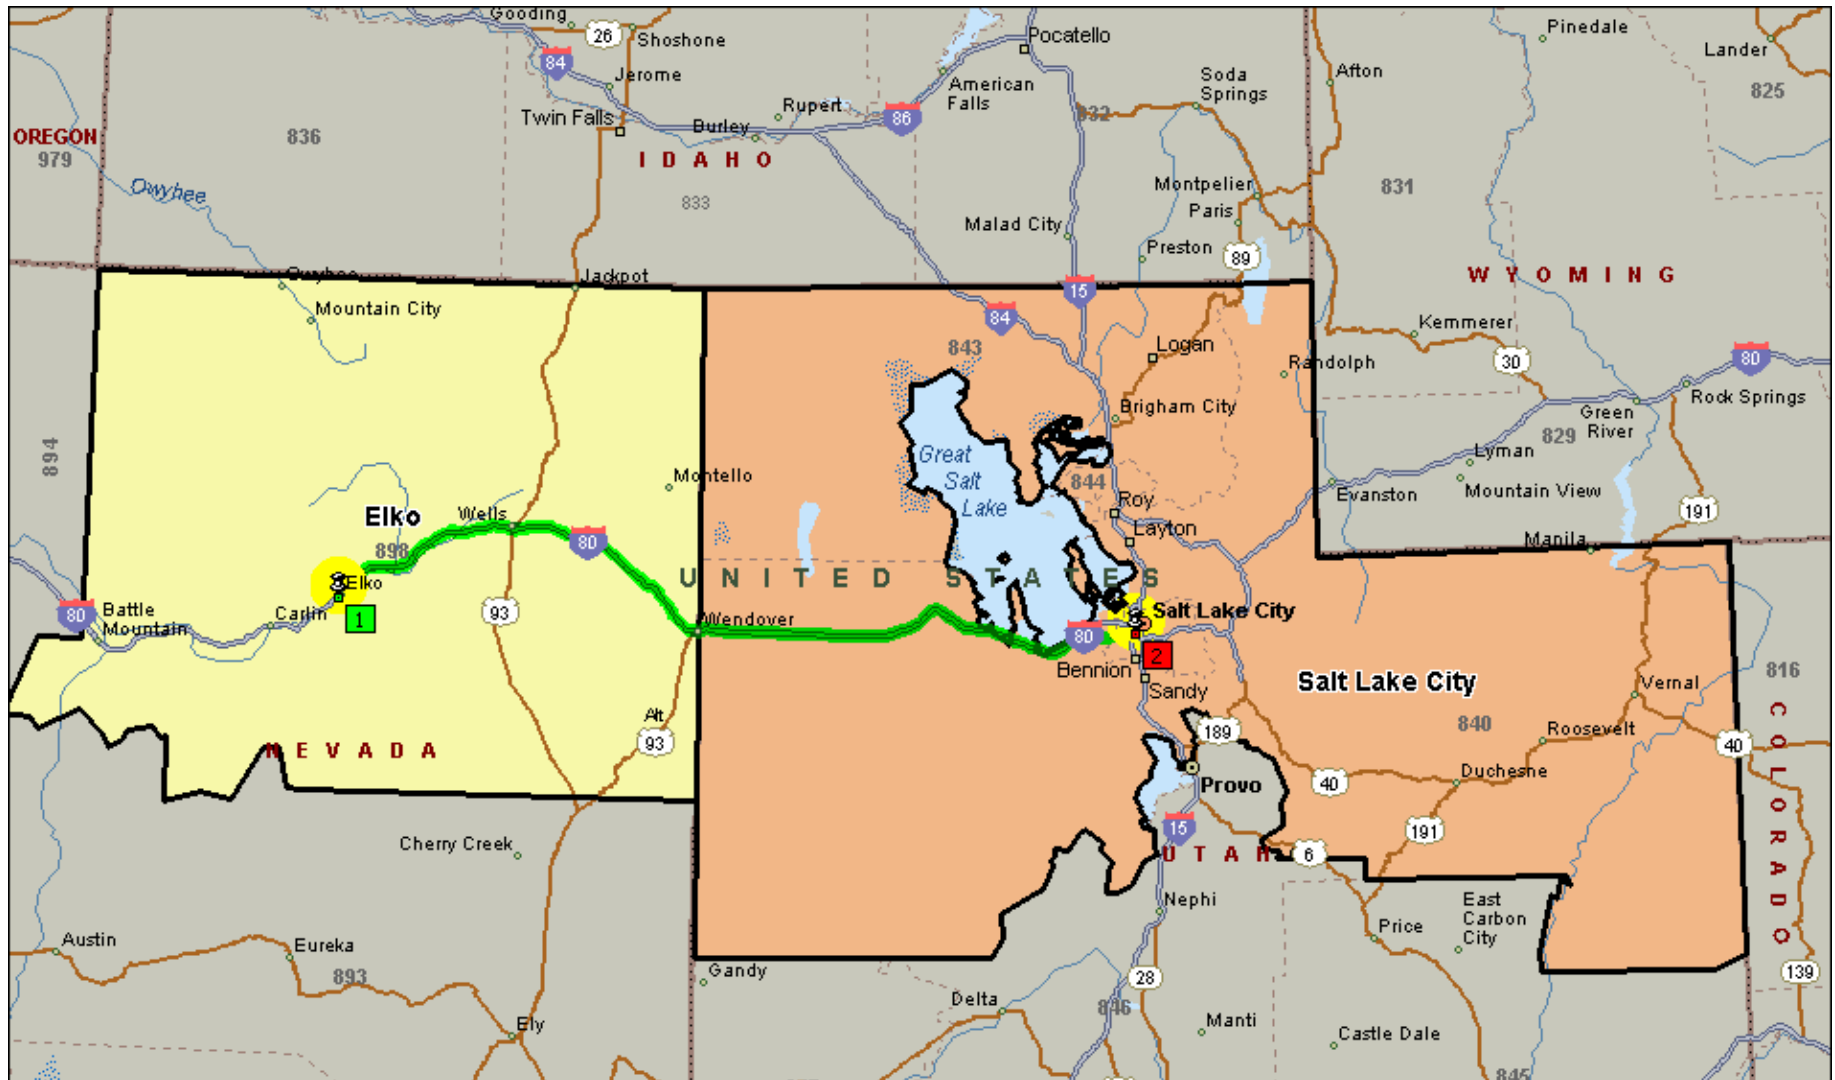 Gooding
26
Shoshone
84
Jerome
Twin Falls
Burley
Rupert
86
American
Falls
Pocatello
Soda
Springs
832
Afton
Pinedale
Lander
825
OREGON
979
836
Owyhee
IDAHO
833
Malad City
Montpelier
Paris
Preston
89
831
WYOMING
Owyhee
Jackpot
Mountain City
15
84
843
Logan
Randolph
Kemmerer
30
80
Rock Springs
Green
River
829
Brigham City
894
Great
Salt
Lake
844
Montello
Lyman
Mountain View
Evanston
191
Manila
Roy
Layton
Elko
Wells
898
80
UNITED STATES
Elko
1
80
Battle
Mountain
Carlin
93
Wendover
Salt Lake City
80
2
Bennion
Sandy
Salt Lake City
816
Vernal
840
Roosevelt
40
Alt
93
NEVADA
189
Provo
40
Duchesne
191
15
UTAH
6
COLORADO
Cherry Creek
Nephi
East
Carbon
City
Price
Austin
Eureka
893
Gandy
28
139
Delta
846
Manti
Ely
Castle Dale
845